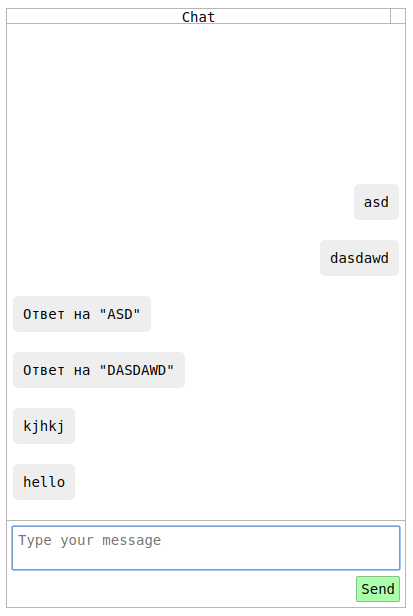 Chat
asd
dasdawd
Ответ на "ASD"
Ответ на "DASDAWD"
kjhkj
hello
Type your message
Send